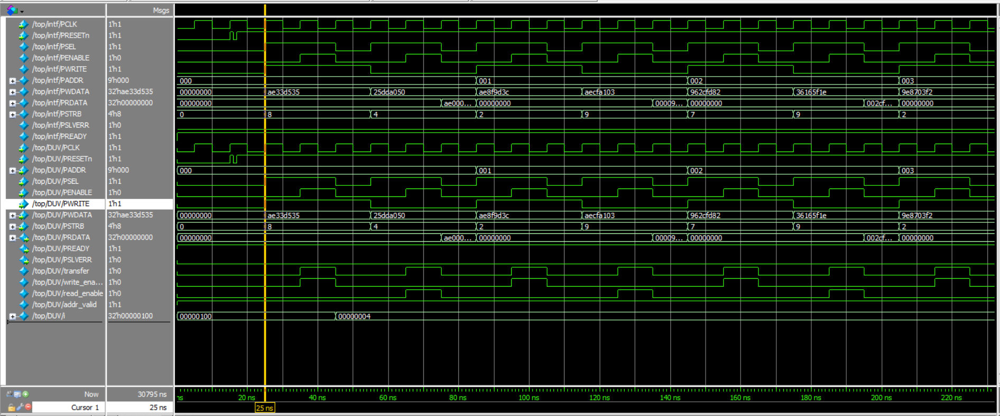 Msgs
/top/intf/PCLK 1'h1
/top/intf/PRESETn 1'h1
/top/intf/PSEL 1'h1
/top/intf/PENABLE 1'h0
/top/intf/PWRITE 1'h1
/top/intf/PADDR 9'h000 000 001 002 003
/top/intf/PWDATA 32'hae33d535 00000000 ae33d535 25dda050 ae8f9d3c aecfa103 962cfd82 36165f1e 9e8703f2
/top/intf/PRDATA 32'h00000000 00000000 ae000... 00000000 00009... 00000000 002cf... 00000000
/top/intf/PSTRB 4'h8 0 8 4 2 9 7 9 2
/top/intf/PSLVERR 1'h0
/top/intf/PREADY 1'h1
/top/DUV/PCLK 1'h1
/top/DUV/PRESETn 1'h1
/top/DUV/PADDR 9'h000 000 001 002 003
/top/DUV/PSEL 1'h1
/top/DUV/PENABLE 1'h0
/top/DUV/PWRITE 1'h1
/top/DUV/PWDATA 32'hae33d535 00000000 ae33d535 25dda050 ae8f9d3c aecfa103 962cfd82 36165f1e 9e8703f2
/top/DUV/PSTRB 4'h8 0 8 4 2 9 7 9 2
/top/DUV/PRDATA 32'h00000000 00000000 ae000... 00000000 00009... 00000000 002cf... 00000000
/top/DUV/PREADY 1'h1
/top/DUV/PSLVERR 1'h0
/top/DUV/transfer 1'h0
/top/DUV/write_ena... 1'h0
/top/DUV/read_enable 1'h0
/top/DUV/addr_valid 1'h1
/top/DUV/i 32'h00000100 00000100 00000004
Now 30795 ns ns 20 ns 40 ns 60 ns 80 ns 100 ns 120 ns 140 ns 160 ns 180 ns 200 ns 220 ns
Cursor 1 25 ns 25 ns